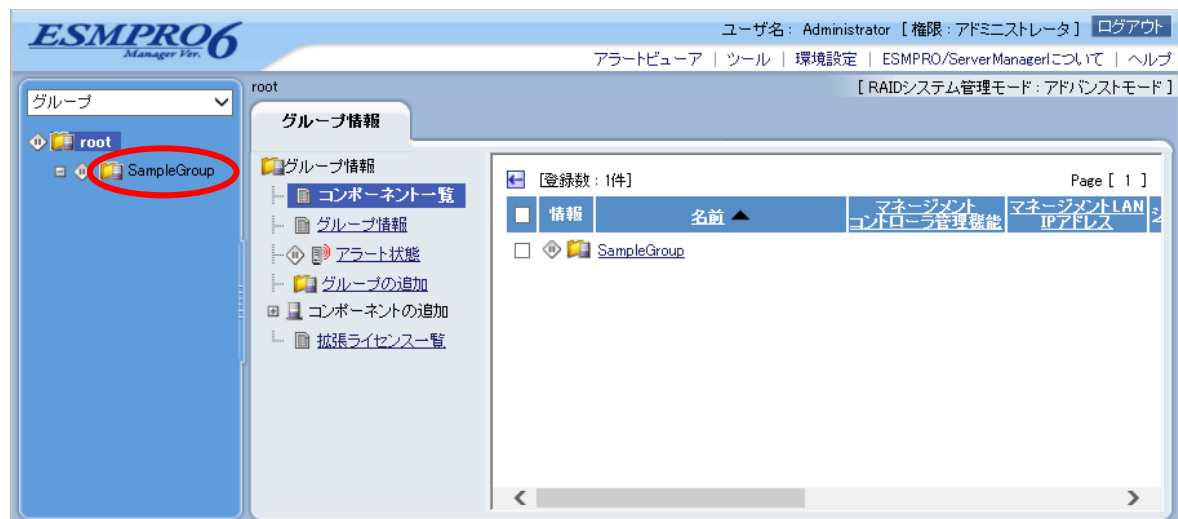 ESMPRO6
Manager Ver.
ユーザ名 : Administrator [ 権限 : アドミニストレータ ] ログアウト
アラートビューア | ツール | 環境設定 | ESMPRO/ServerManagerについて | ヘルプ
root
[ RAIDシステム管理モード : アドバンストモード ]
グループ
root
SampleGroup
グループ情報
グループ情報
コンポーネント一覧
グループ情報
アラート状態
グループの追加
コンポーネントの追加
拡張ライセンス一覧
[登録数 : 1件]
Page [ 1 ]
情報 名前 ▲ マネージメント コントローラ管理機能 マネージメントLAN IPアドレス
SampleGroup